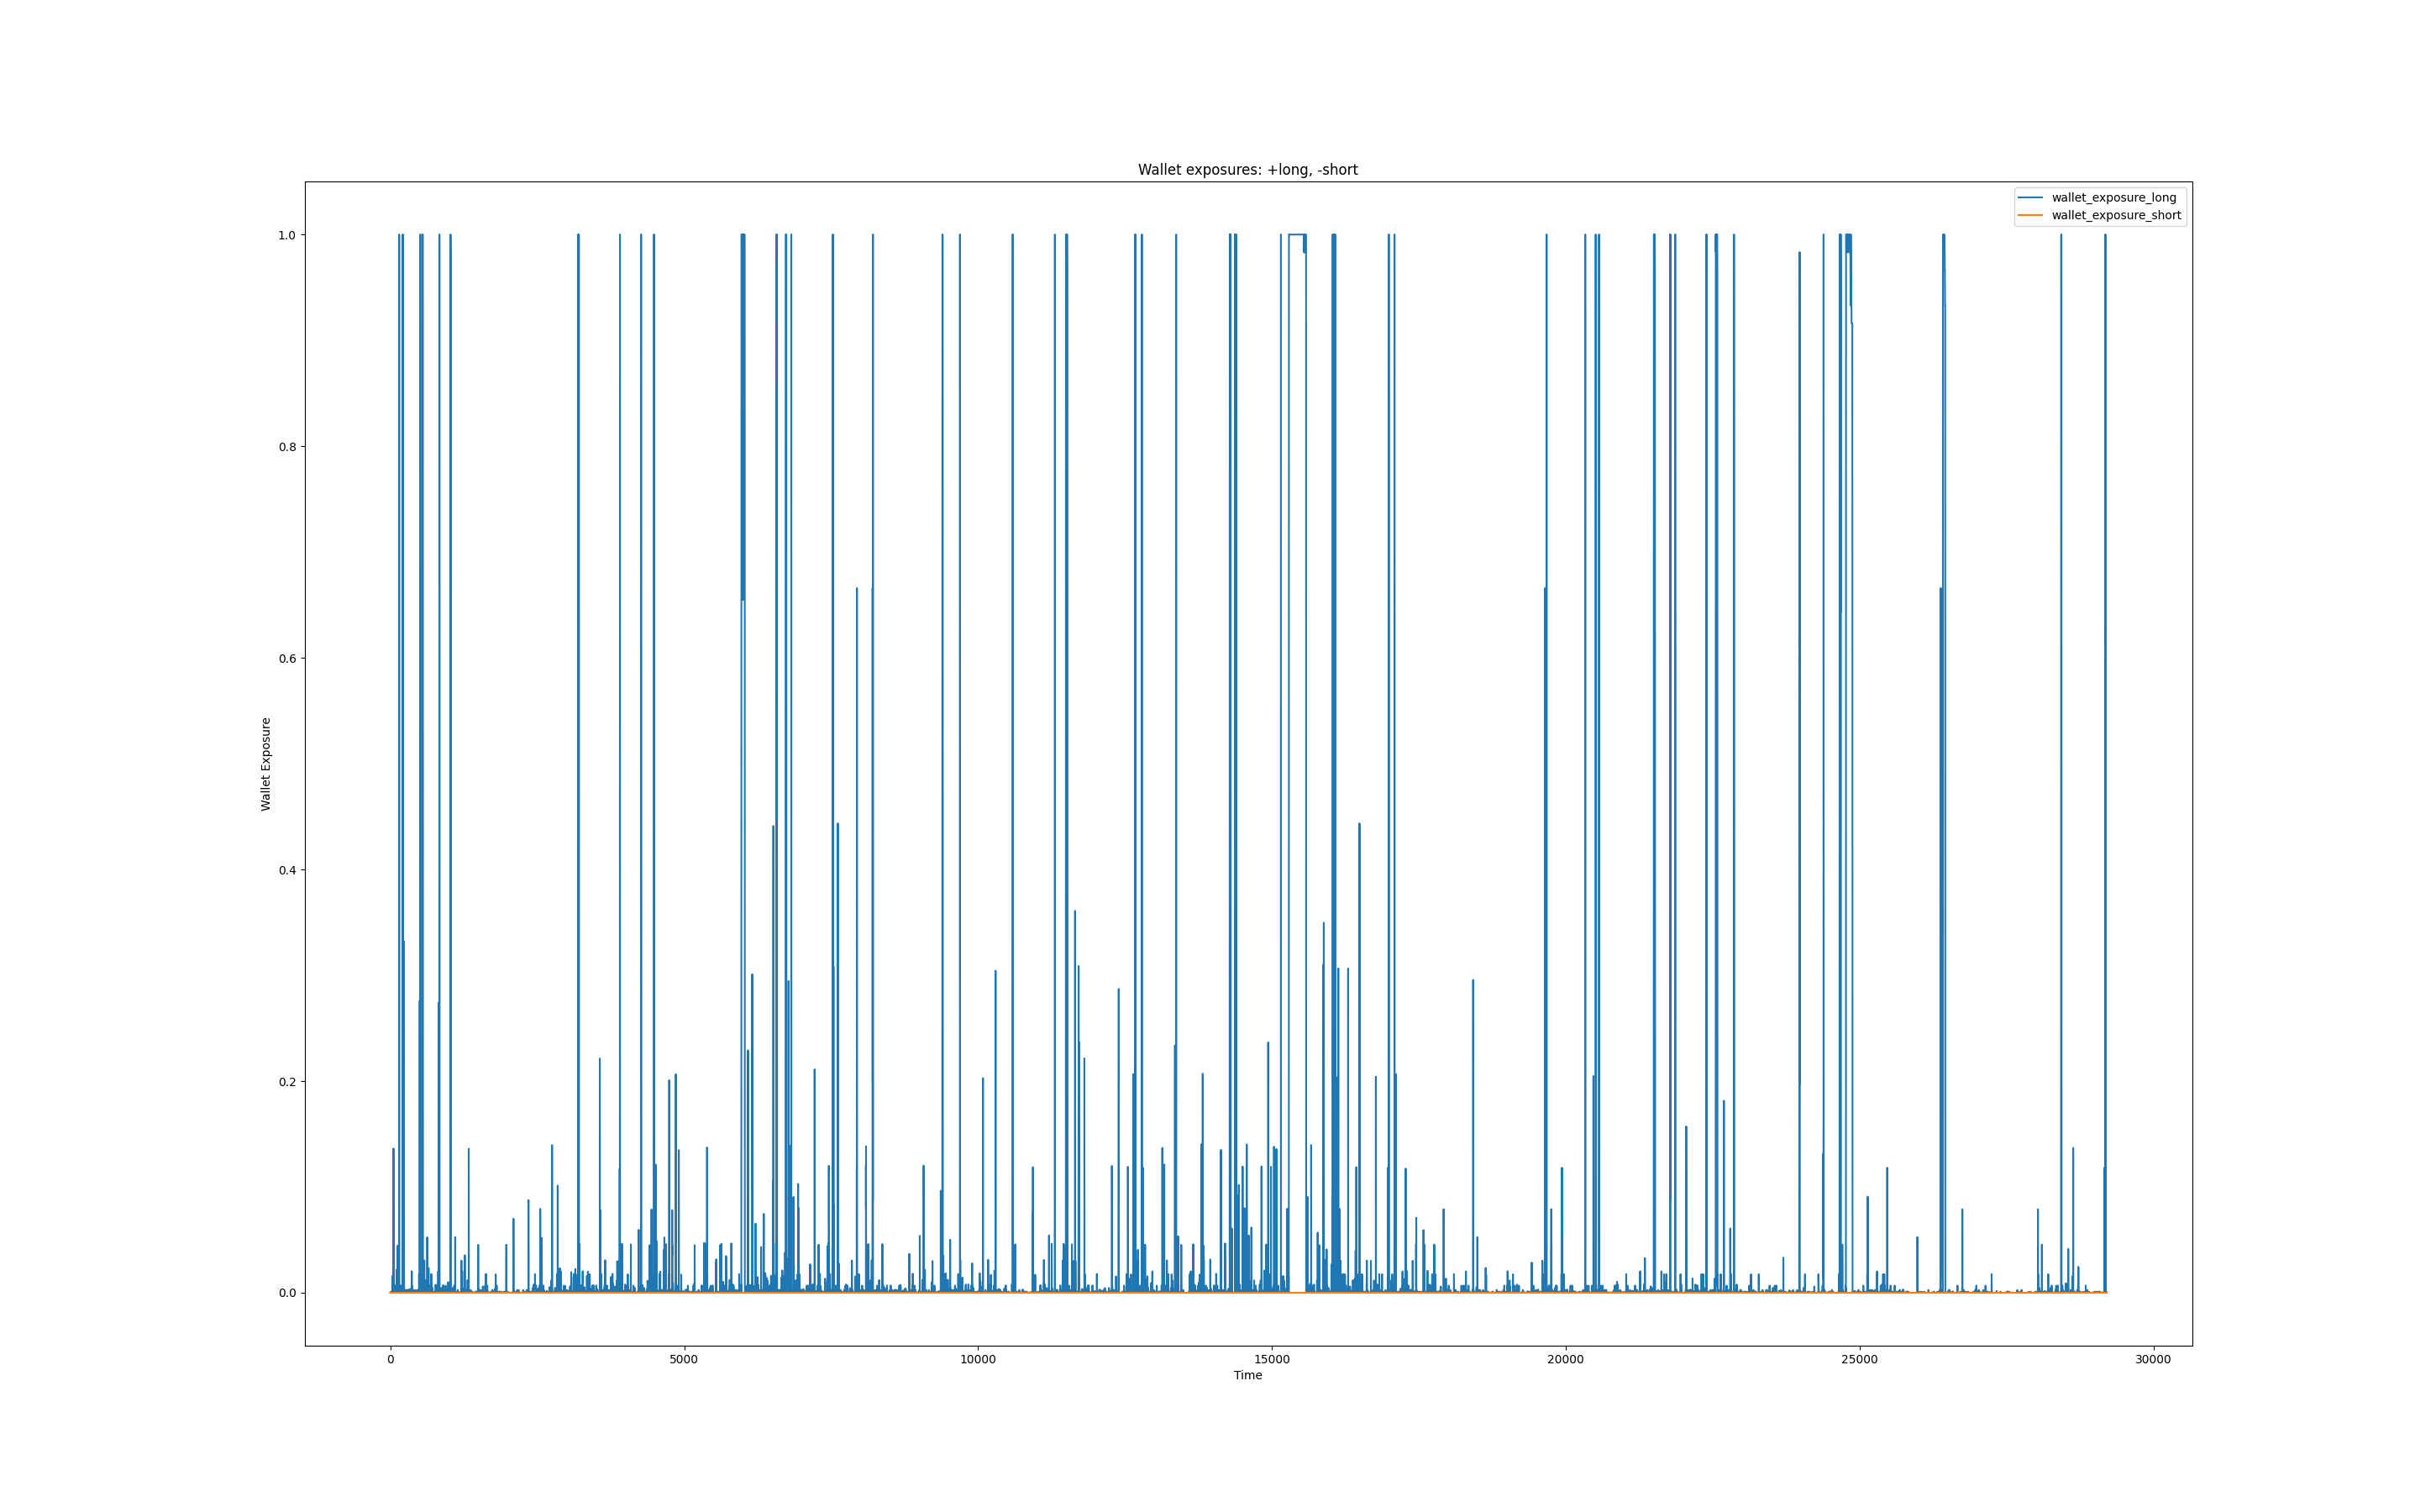 Wallet exposures: +long, -short
wallet_exposure_long
wallet_exposure_short
1.0
0.8
0.6
0.4
0.2
0.0
Wallet Exposure
0 5000 10000 15000 20000 25000 30000
Time